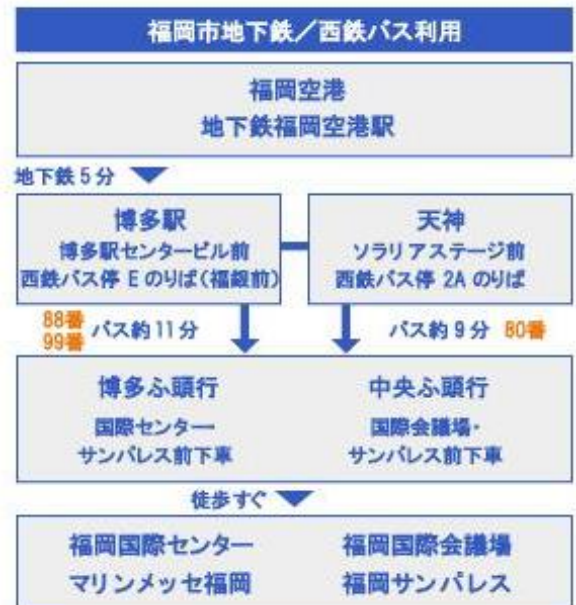 福岡市地下鉄／西鉄バス利用
福岡空港
地下鉄福岡空港駅
地下鉄5分
博多駅
博多駅センタービル前
西鉄バス停 E のりば（福銀前）
天神
ソラリアステージ前
西鉄バス停 2A のりば
88番
99番
バス約11分
バス約9分 80番
博多ふ頭行
国際センター・
サンパレス前下車
中央ふ頭行
国際会議場・
サンパレス前下車
徒歩すぐ
福岡国際センター
マリンメッセ福岡
福岡国際会議場
福岡サンパレス